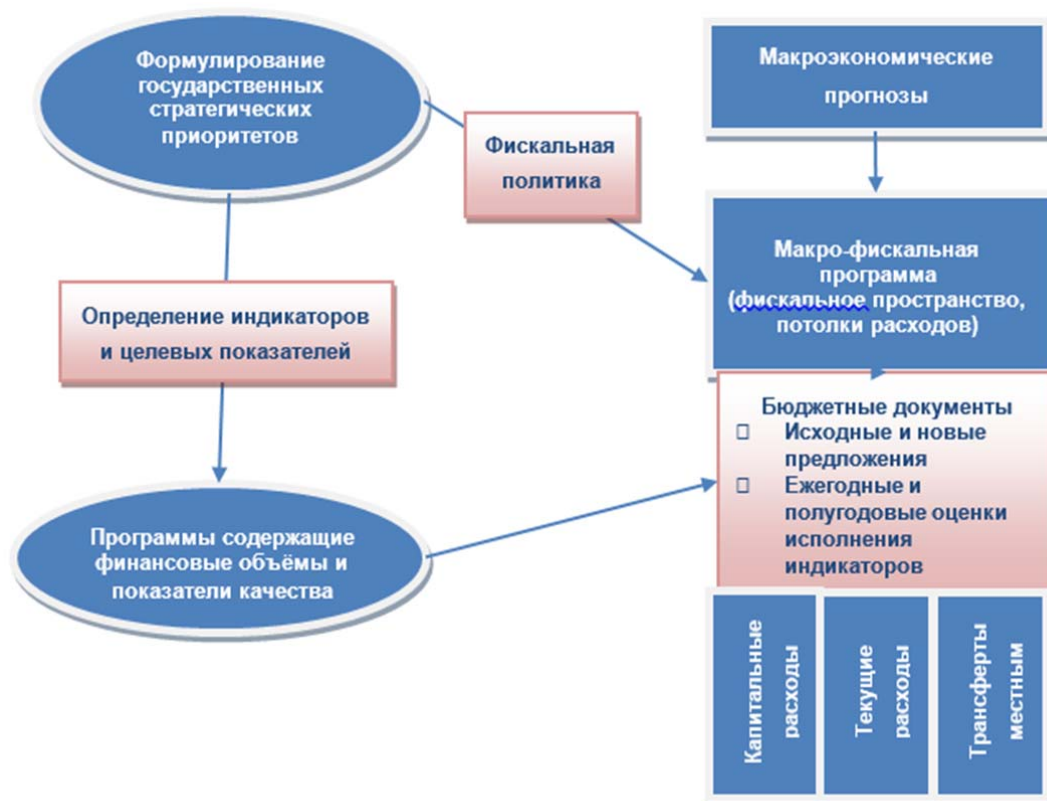 Формулирование
государственных
стратегических
приоритетов
Фискальная
политика
Макроэкономические
прогнозы
Макро-фискальная
программа
(фискальное пространство,
потолки расходов)
Определение индикаторов
и целевых показателей
Бюджетные документы
Исходные и новые
предложения
Ежегодные и
полугодовые оценки
исполнения
индикаторов
Программы содержащие
финансовые объёмы и
показатели качества
Капитальные
расходы
Текущие
расходы
Трансферты
местным